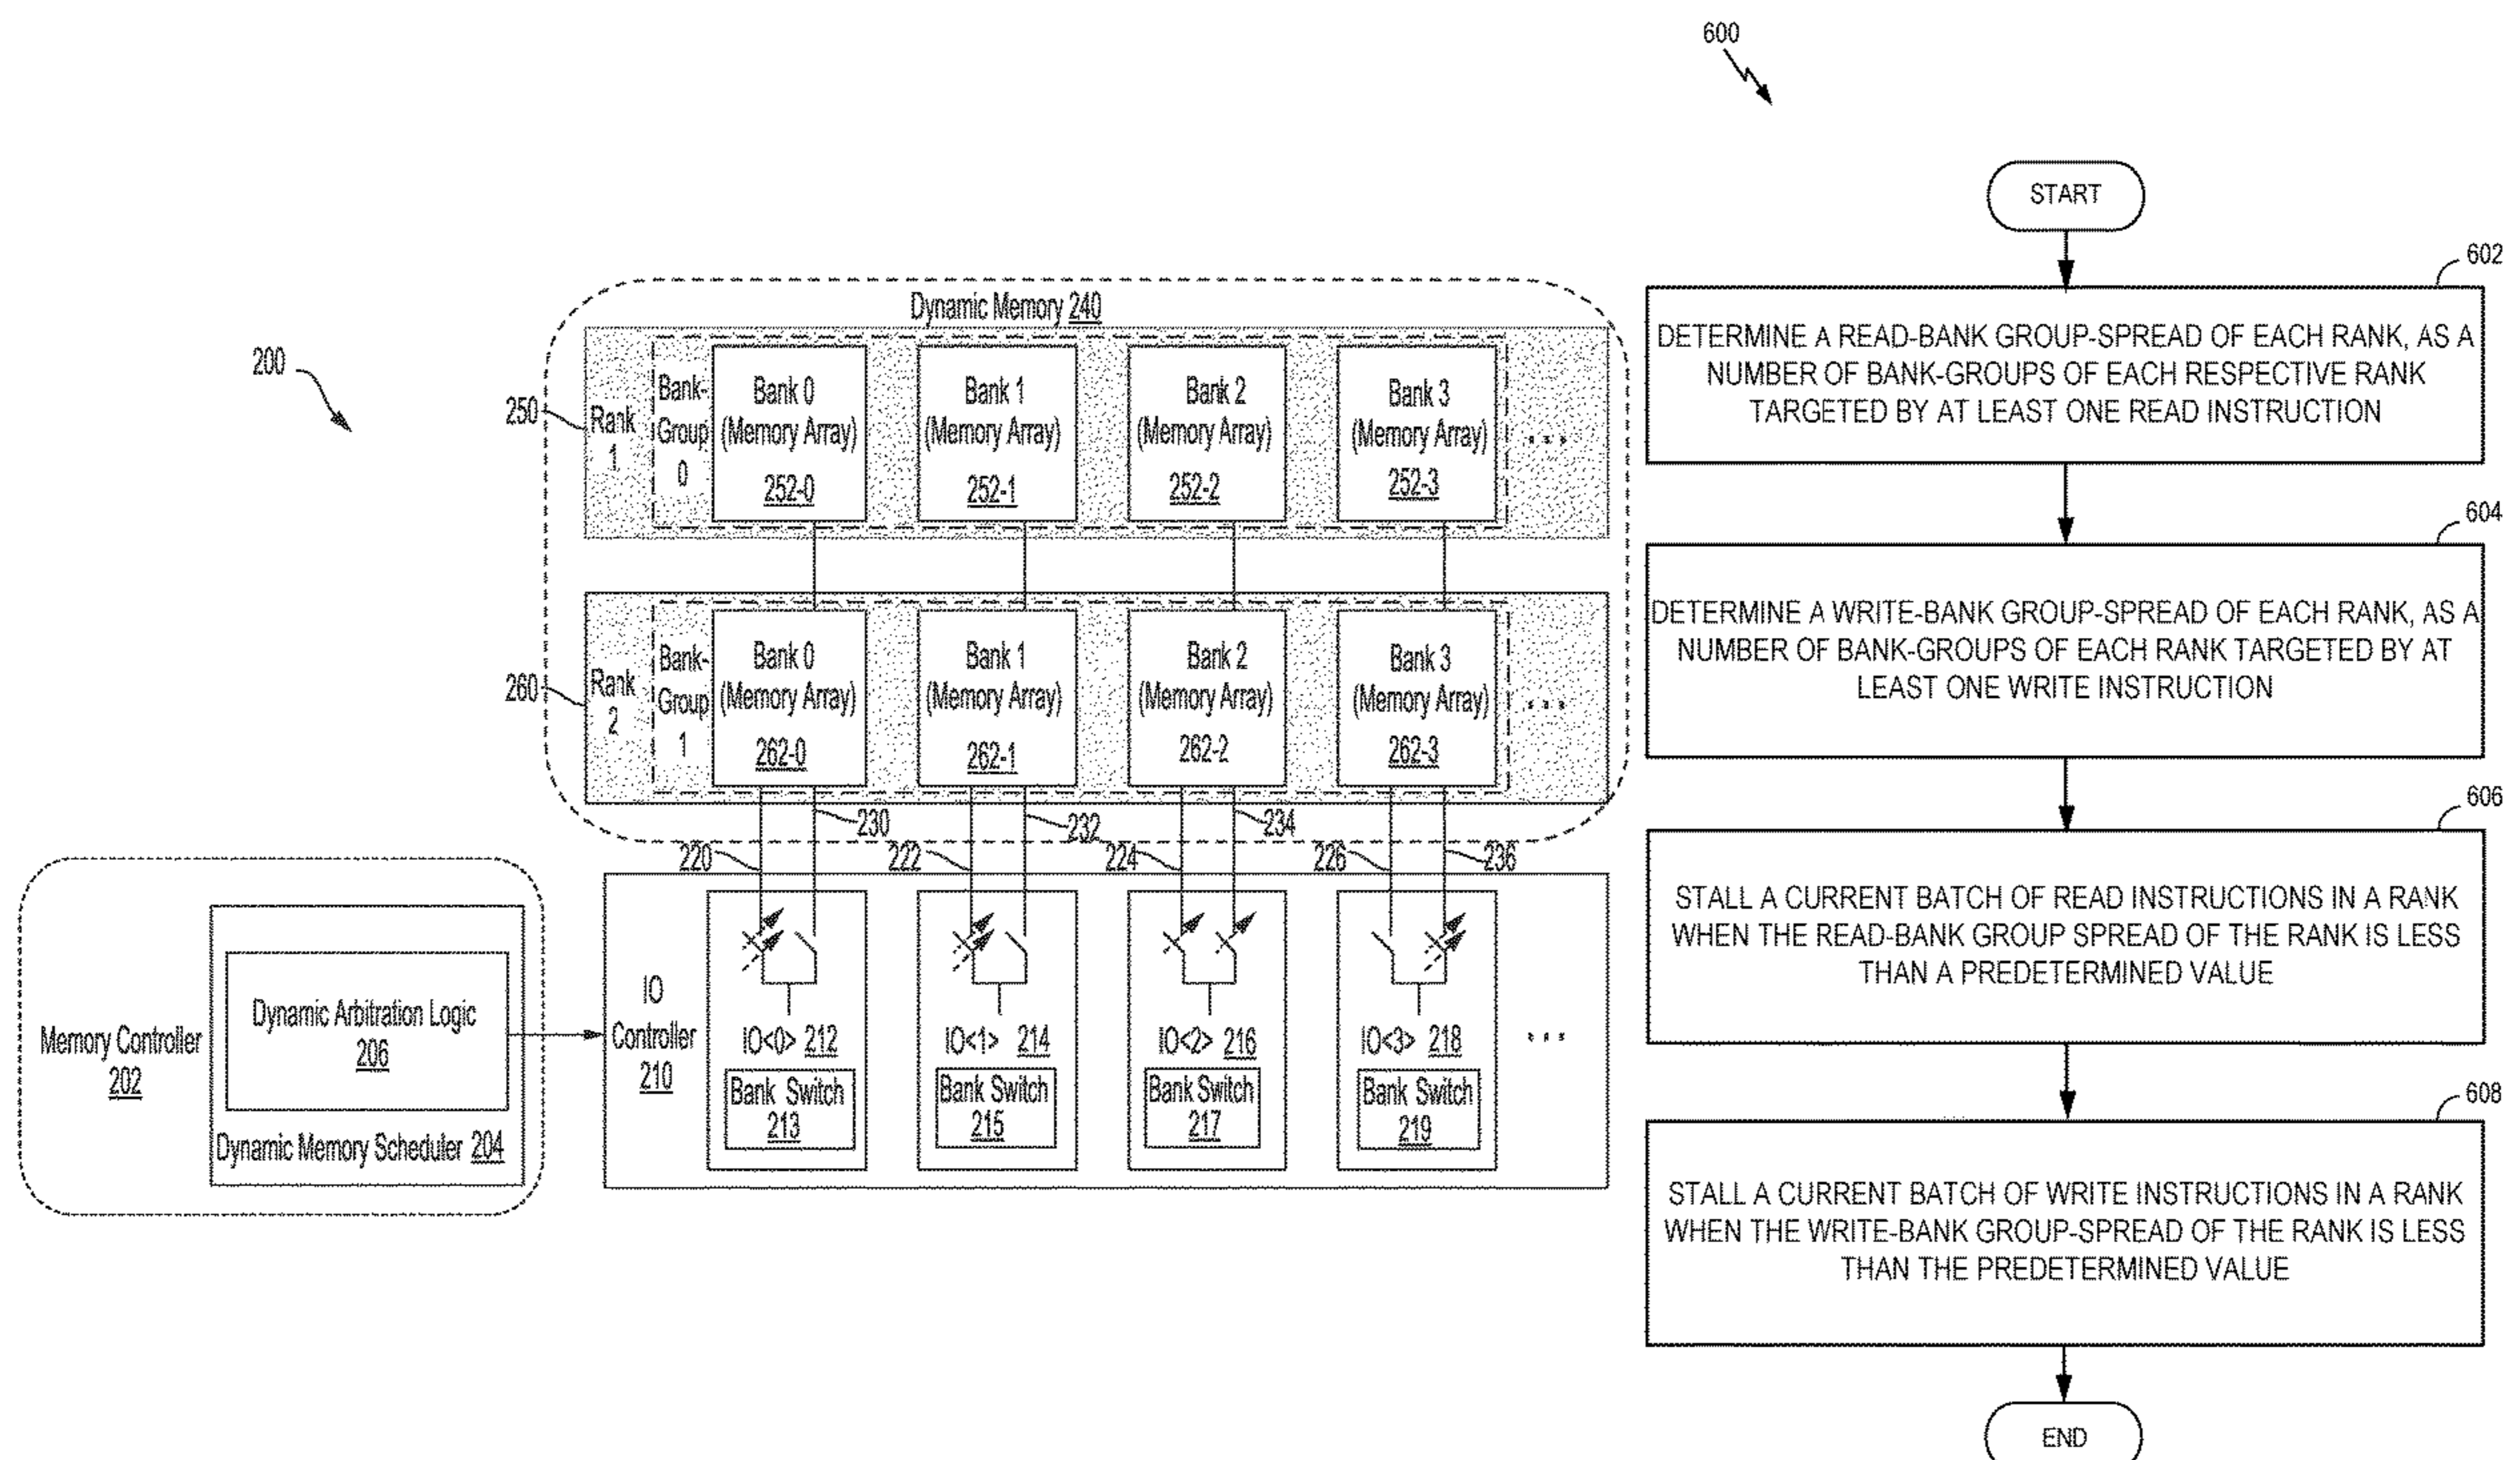 600
START
602
DETERMINE A READ-BANK GROUP-SPREAD OF EACH RANK, AS A
NUMBER OF BANK-GROUPS OF EACH RESPECTIVE RANK
TARGETED BY AT LEAST ONE READ INSTRUCTION
604
DETERMINE A WRITE-BANK GROUP-SPREAD OF EACH RANK, AS A
NUMBER OF BANK-GROUPS OF EACH RANK TARGETED BY AT
LEAST ONE WRITE INSTRUCTION
606
STALL A CURRENT BATCH OF READ INSTRUCTIONS IN A RANK
WHEN THE READ-BANK GROUP SPREAD OF THE RANK IS LESS
THAN A PREDETERMINED VALUE
608
STALL A CURRENT BATCH OF WRITE INSTRUCTIONS IN A RANK
WHEN THE WRITE-BANK GROUP-SPREAD OF THE RANK IS LESS
THAN THE PREDETERMINED VALUE
END
200
Dynamic Memory 240
250
Rank
1
Bank-
Group
0
Bank 0
(Memory Array)
252-0
Bank 1
(Memory Array)
252-1
Bank 2
(Memory Array)
252-2
Bank 3
(Memory Array)
252-3
...
260
Rank
2
Bank-
Group
1
Bank 0
(Memory Array)
262-0
Bank 1
(Memory Array)
262-1
Bank 2
(Memory Array)
262-2
Bank 3
(Memory Array)
262-3
...
230
232
234
220
222
224
226
236
Memory Controller
202
Dynamic Arbitration Logic
206
Dynamic Memory Scheduler 204
IO
Controller
210
IO<0> 212
Bank Switch
213
IO<1> 214
Bank Switch
215
IO<2> 216
Bank Switch
217
IO<3> 218
Bank Switch
219
...